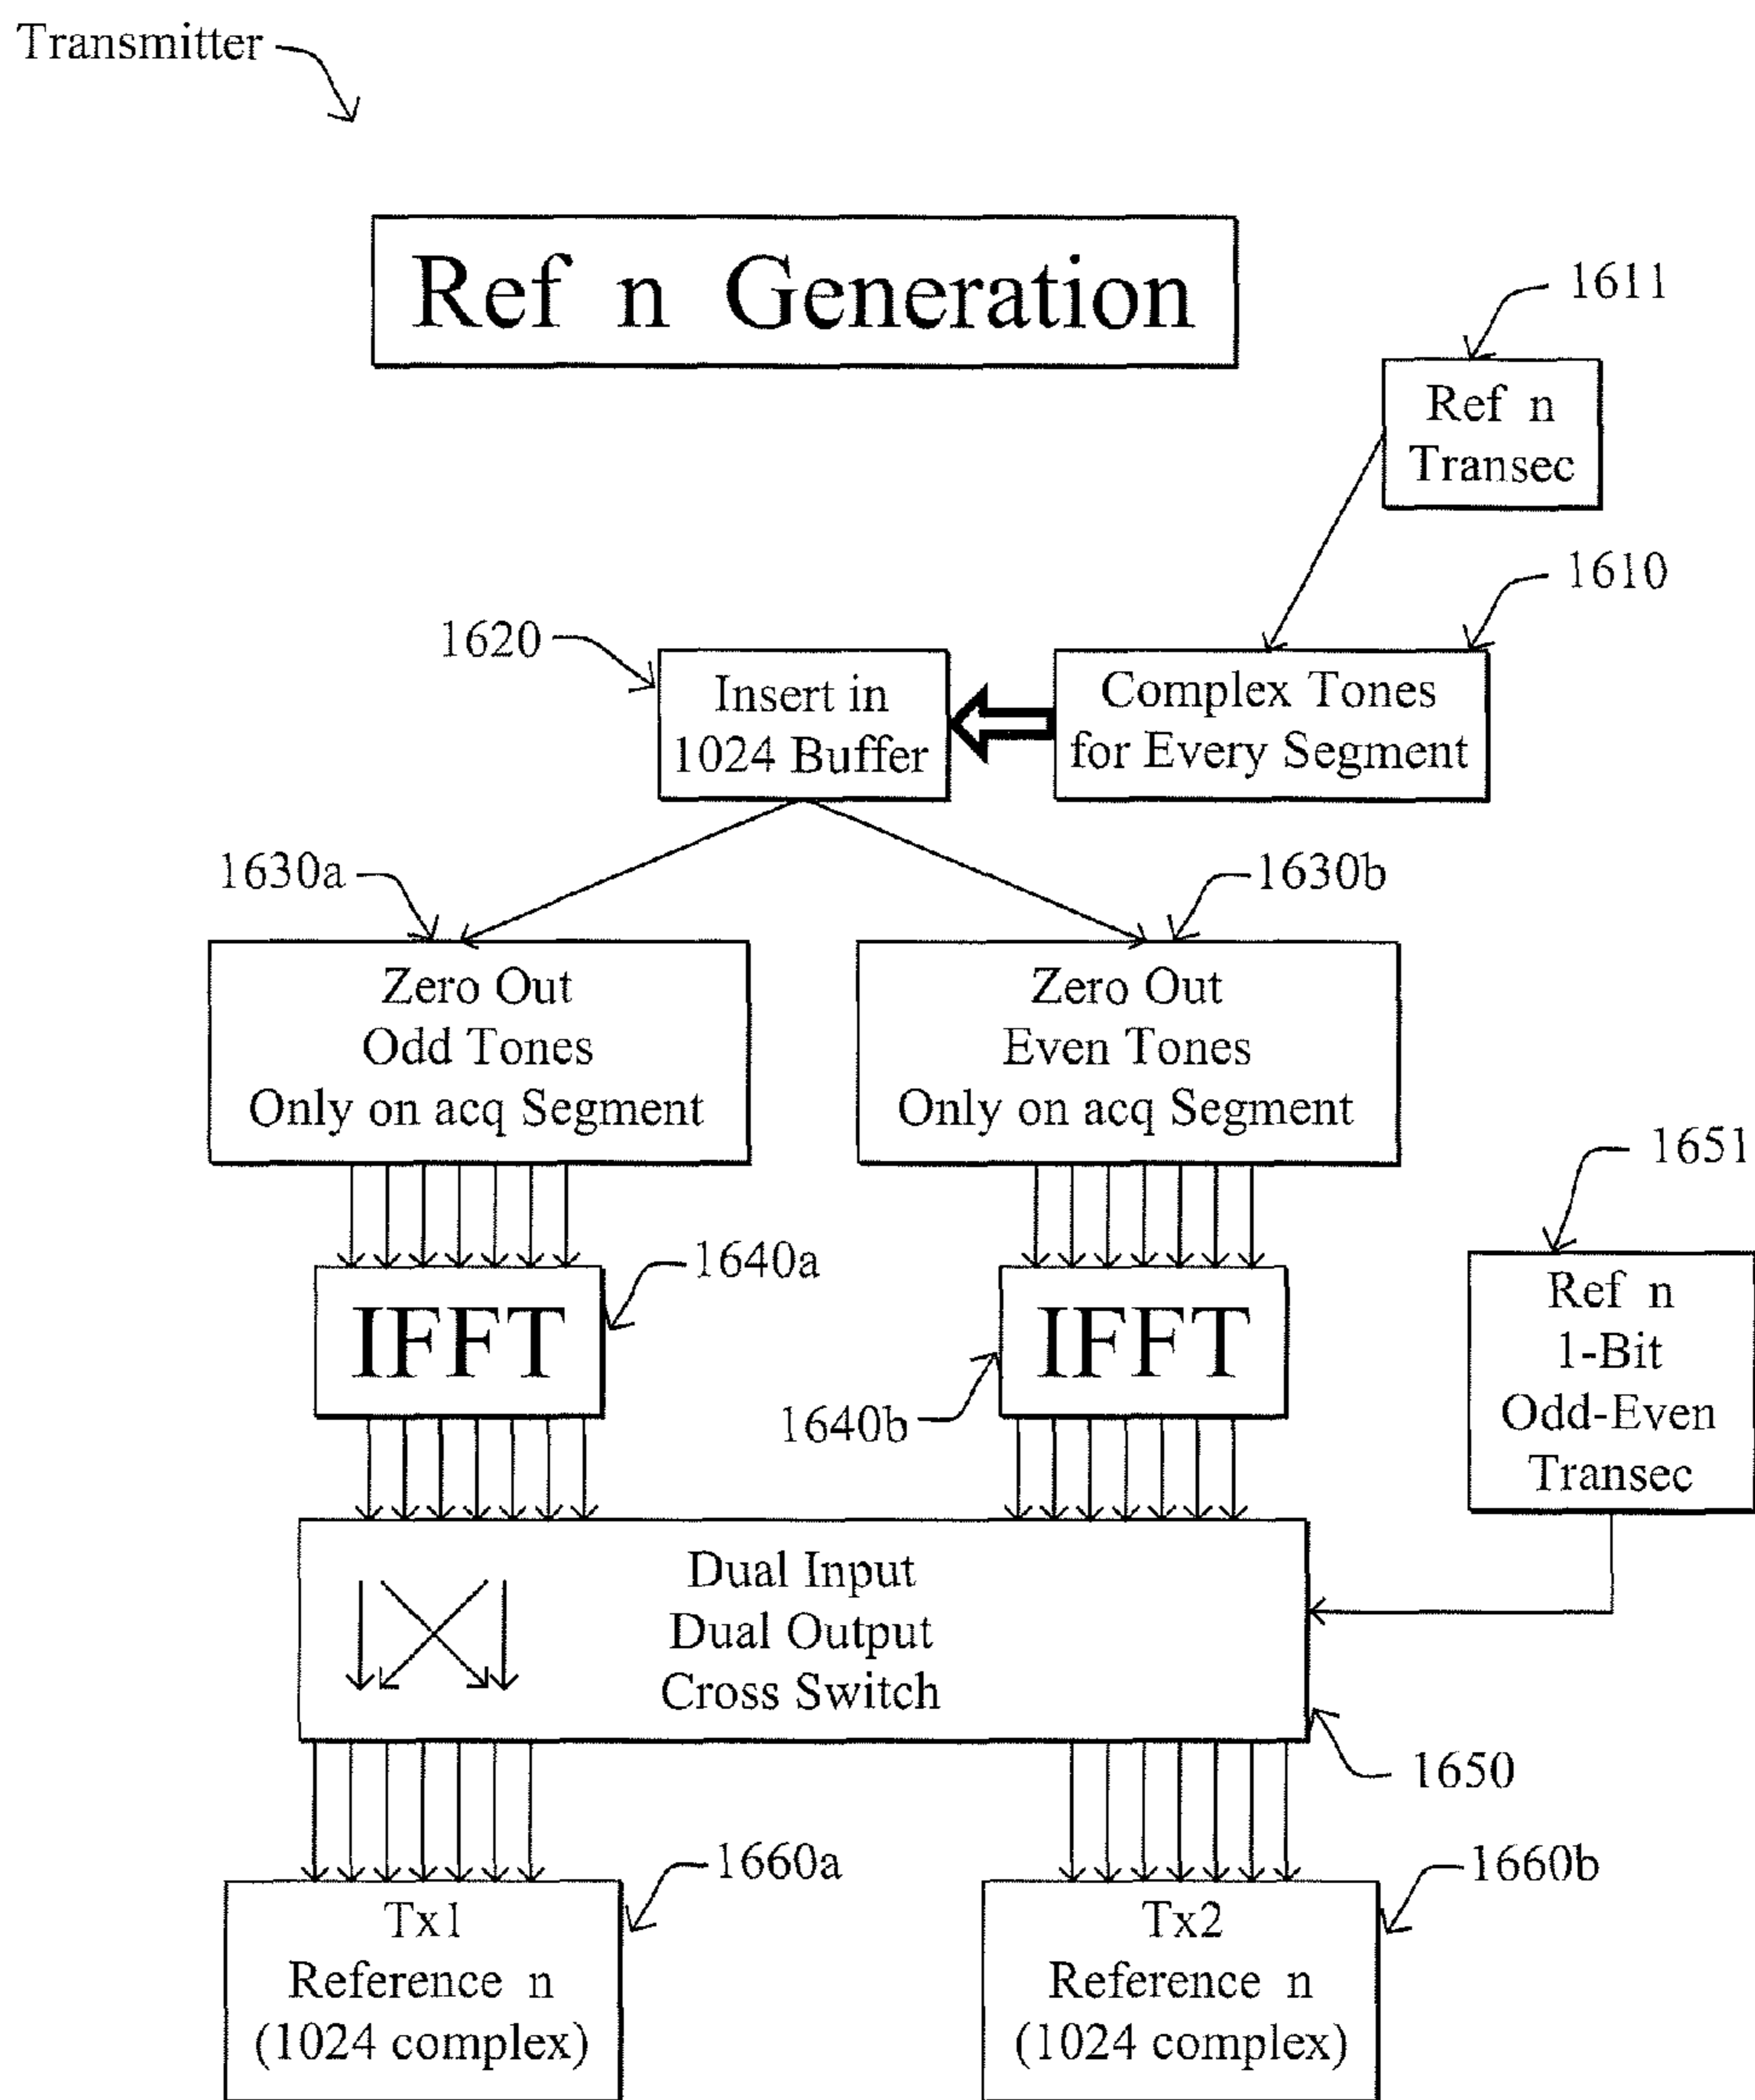 Transmitter
Ref n Generation
1611
Ref n
Transec
1610
1620
Insert in
1024 Buffer
Complex Tones
for Every Segment
1630a
1630b
Zero Out
Odd Tones
Only on acq Segment
Zero Out
Even Tones
Only on acq Segment
1651
1640a
IFFT
IFFT
1640b
Ref n
1-Bit
Odd-Even
Transec
Dual Input
Dual Output
Cross Switch
1650
1660a
1660b
Tx1
Reference n
(1024 complex)
Tx2
Reference n
(1024 complex)